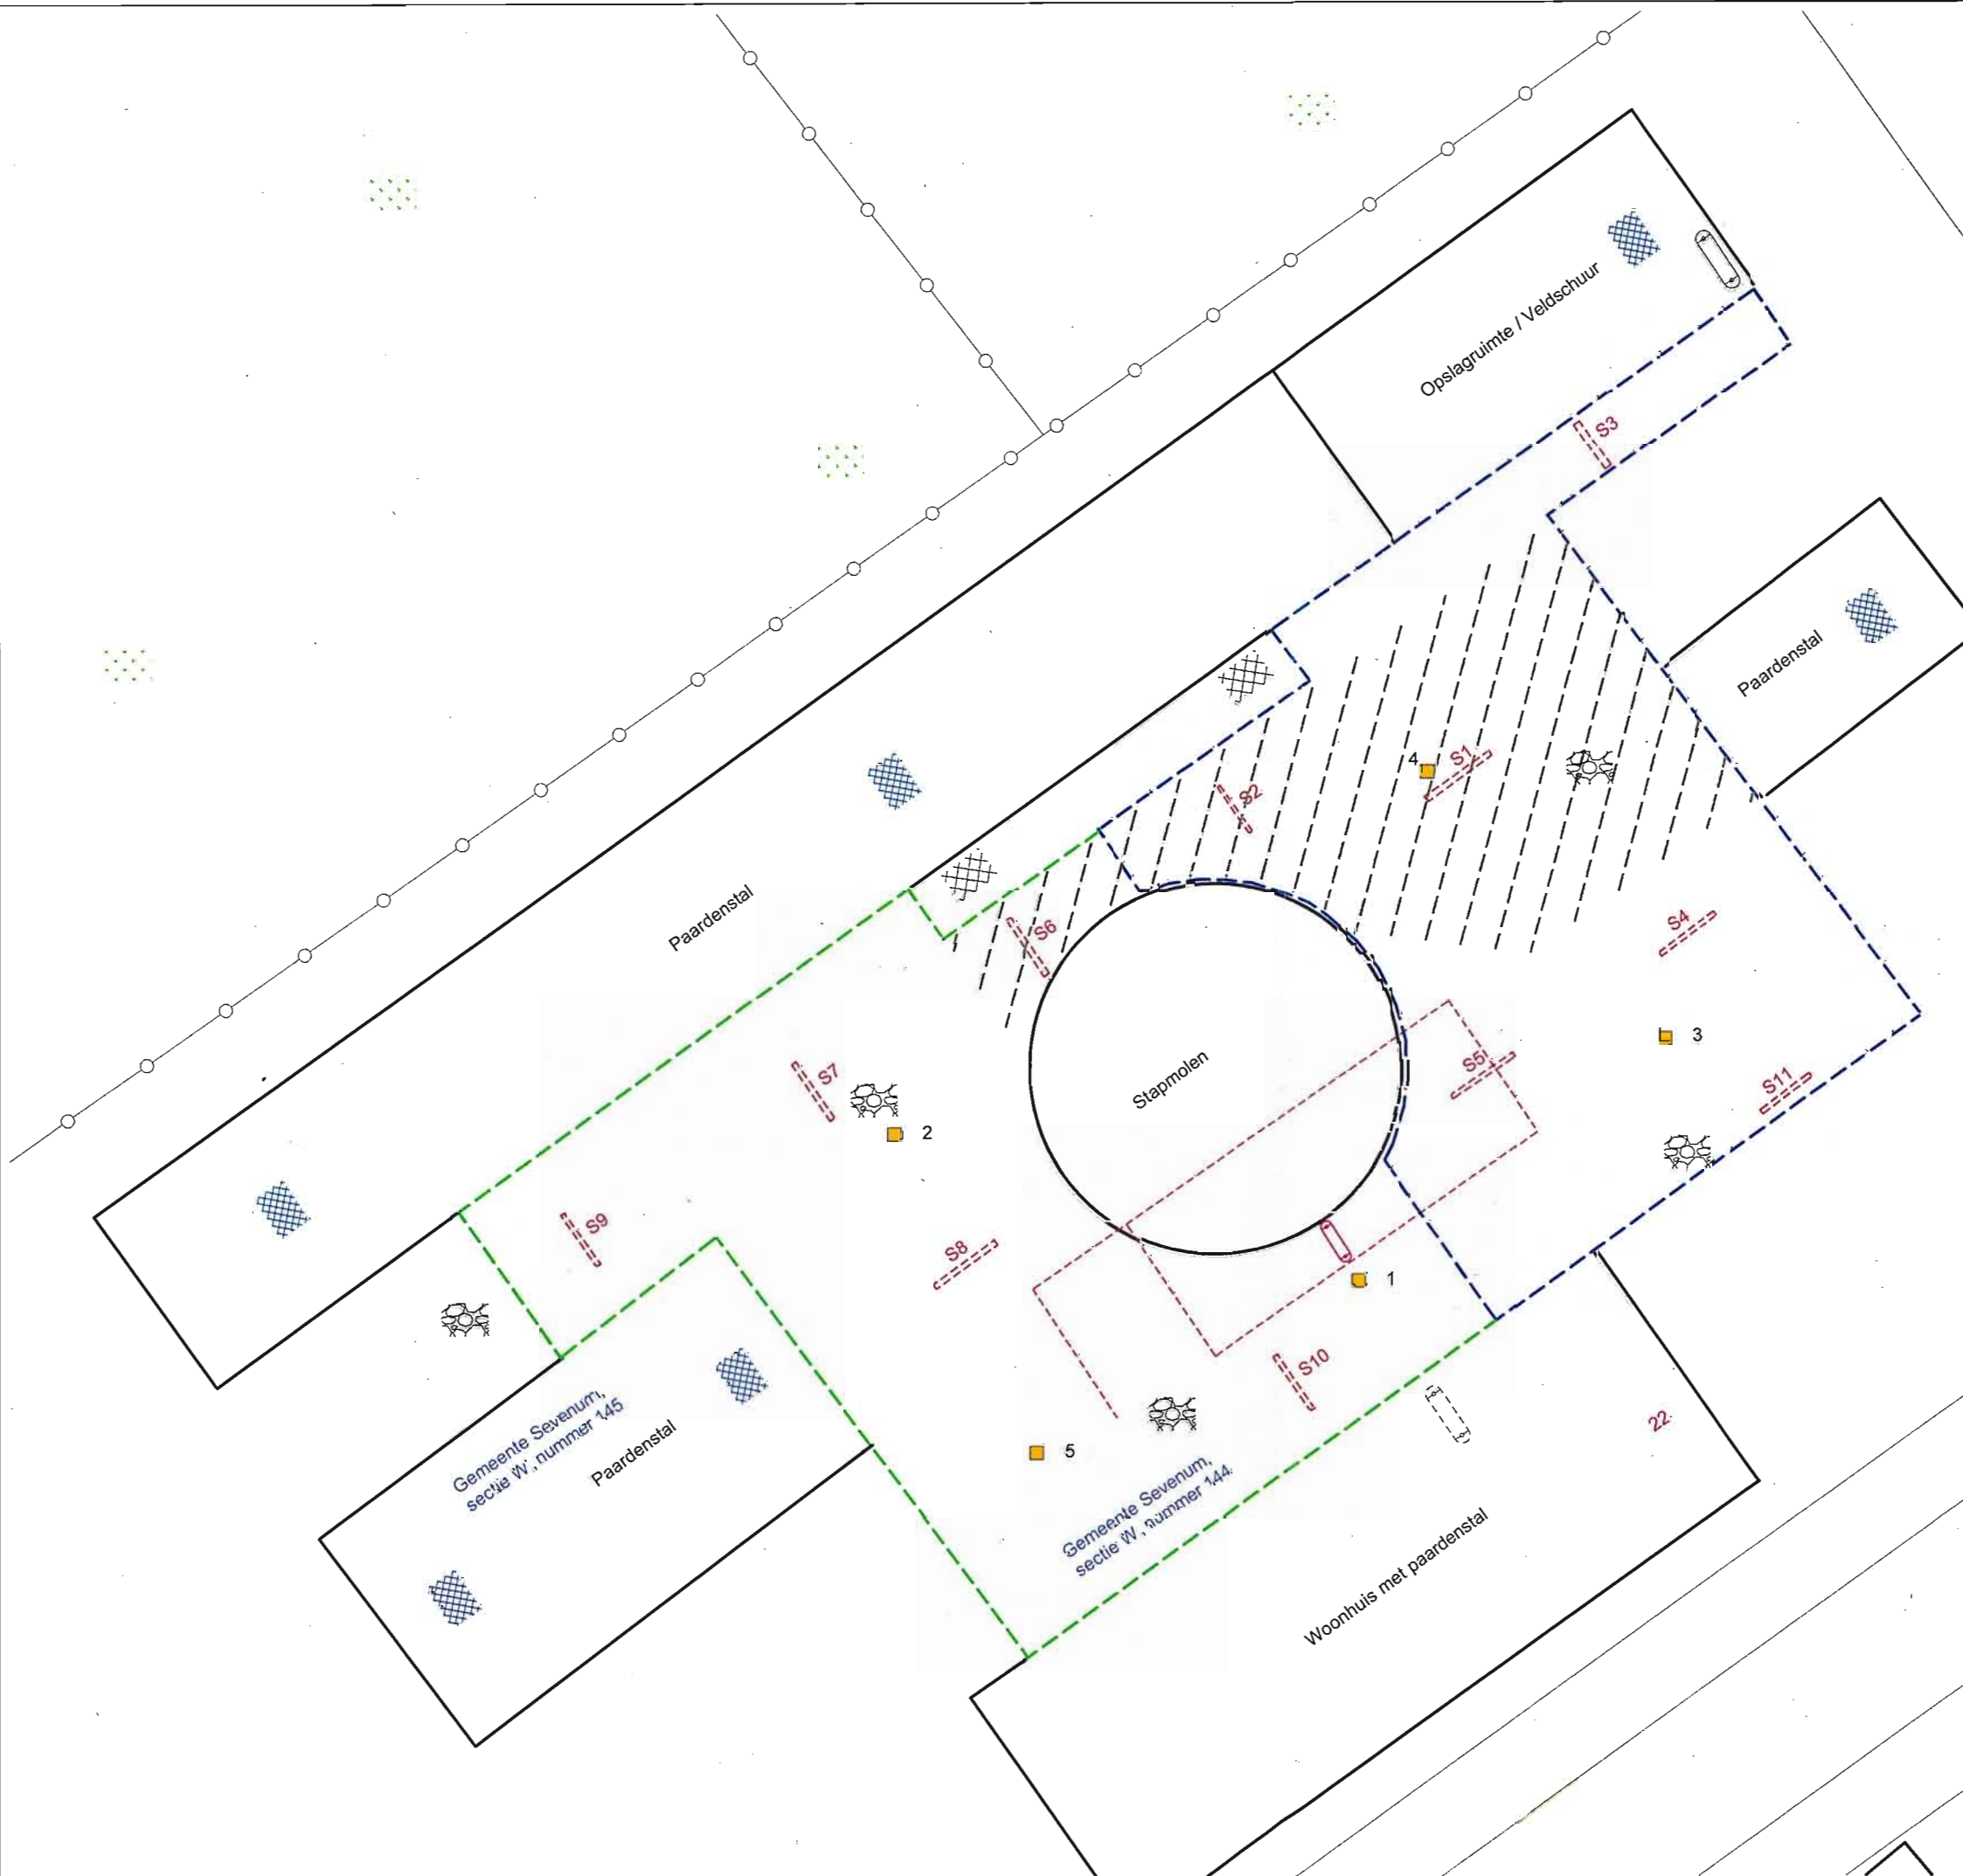 Opslagruimte / Veldschuur
S3
Paardenstal
4
S1
S2
Paardenstal
S6
S4
3
Stapmolen
S5
S11
S7
2
S9
S8
1
S10
22
Gemeente Sevenum,
sectie W, nummer 145
Paardenstal
5
Gemeente Sevenum,
sectie W, nummer 144
Woonhuis met paardenstal